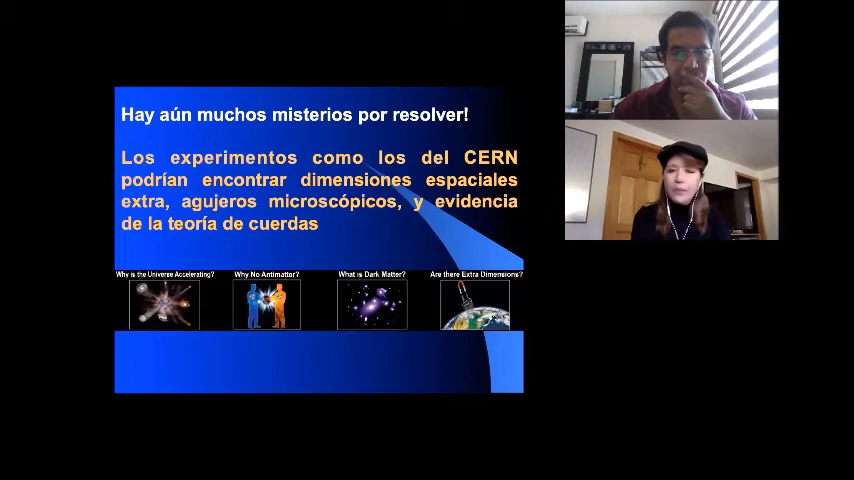 Hay aún muchos misterios por resolver!
Los experimentos como los del CERN
podrían encontrar dimensiones espaciales
extra, agujeros microscópicos, y evidencia
de la teoría de cuerdas
Why is the Universe Accelerating? Why No Antimatter? What is Dark Matter? Are there Extra Dimensions?